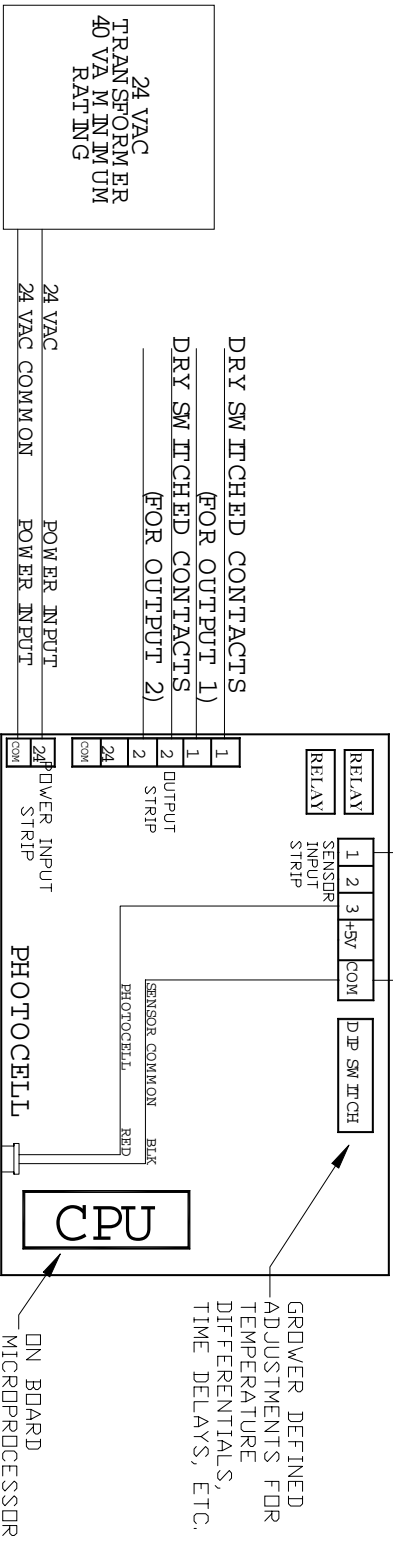 24 VAC
TRANSFORMER
40 VA MINIMUM
RATING
24 VAC
24 VAC COMMON
POWER INPUT
POWER INPUT
DRY SWITCHED CONTACTS
(FOR OUTPUT 1)
DRY SWITCHED CONTACTS
(FOR OUTPUT 2)
RELAY
RELAY
1
2
3
+5V
COM
SENSOR
INPUT
STRIP
DIP SWITCH
1
1
2
2
24
COM
OUTPUT
STRIP
24
COM
POWER INPUT
STRIP
SENSOR COMMON
BLK
PHOTOCELL
RED
PHOTOCELL
CPU
GROWER DEFINED
ADJUSTMENTS FOR
TEMPERATURE
DIFFERENTIALS,
TIME DELAYS, ETC.
ON BOARD
MICROPROCESSOR